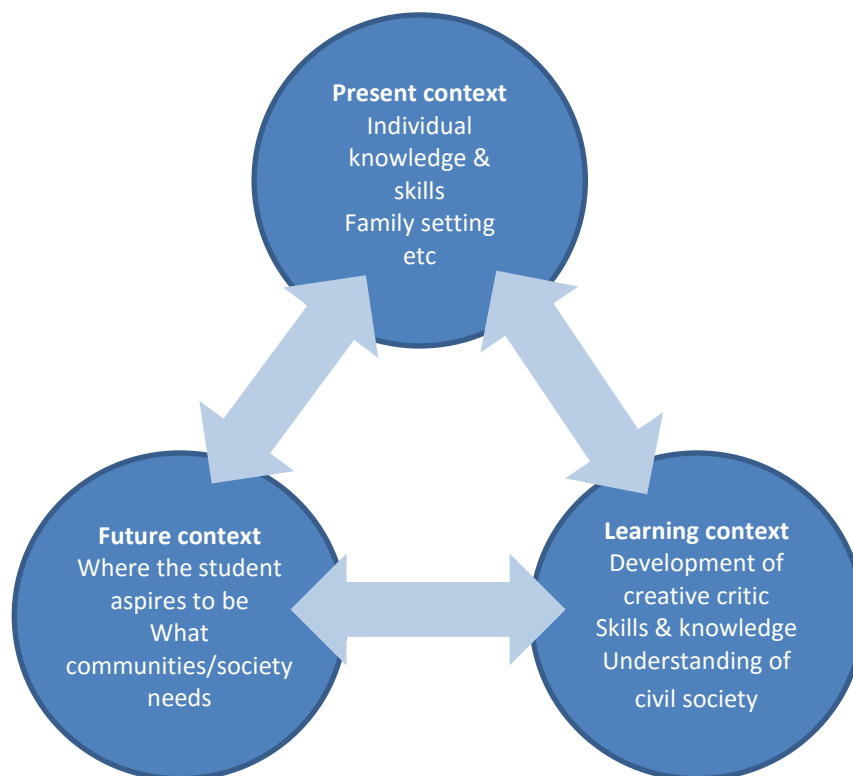 Present context
Individual
knowledge &
skills
Family setting
etc
Future context
Where the student
aspires to be
What
communities/society
needs
Learning context
Development of
creative critic
Skills & knowledge
Understanding of
civil society